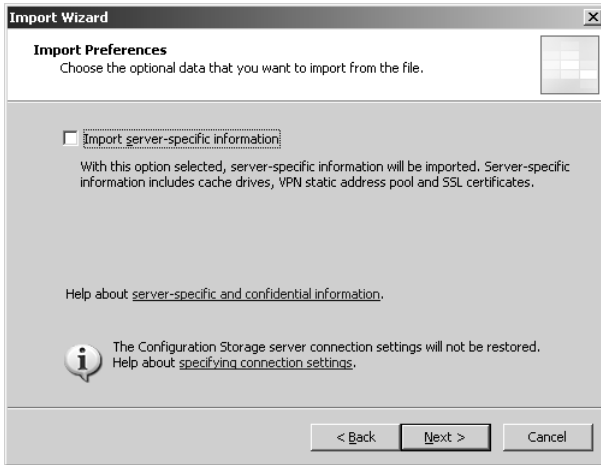 Import Wizard
Import Preferences
Choose the optional data that you want to import from the file.
Import server-specific information
With this option selected, server-specific information will be imported. Server-specific
information includes cache drives, VPN static address pool and SSL certificates.
Help about server-specific and confidential information.
The Configuration Storage server connection settings will not be restored.
Help about specifying connection settings.
< Back Next > Cancel